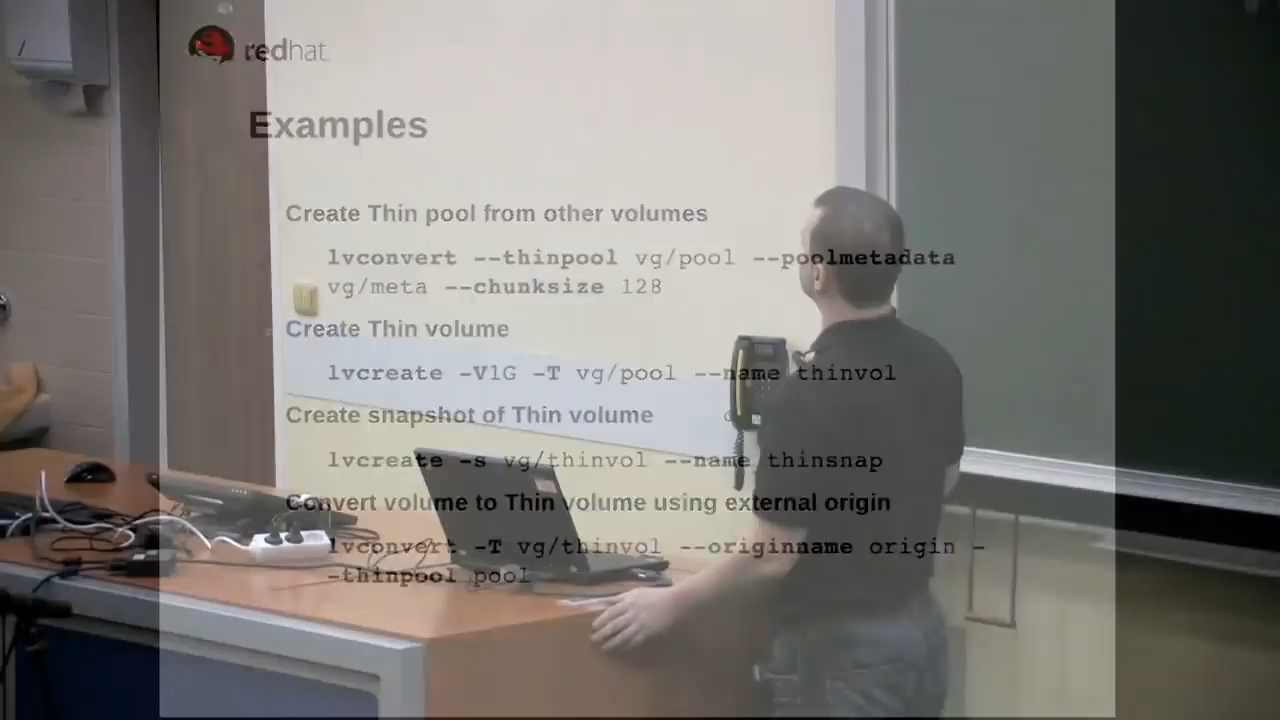 redhat.
Examples
Create Thin pool from other volumes
lvconvert --thinpool vg/pool --poolmetadata
vg/meta --chunksize 128
Create Thin volume
lvcreate -V1G -T vg/pool --name thinvol
Create snapshot of Thin volume
lvcreate -s vg/thinvol --name thinsnap
Convert volume to Thin volume using external origin
lvconvert -T vg/thinvol --originname origin -
-thinpool pool